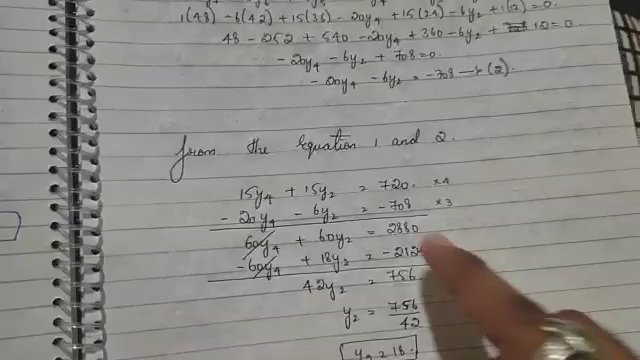 1(48) - 6(42) + 15(36) - 20y4 + 15(24) - 6y2 + 1(12) = 0.
48 - 252 + 540 - 20y4 + 360 - 6y2 + 12 = 0.
- 20y4 - 6y2 + 708 = 0.
- 20y4 - 6y2 = -708 → (2).
from the Equation 1 and 2.
15y4 + 15y2 = 720. ×4
- 20y4 - 6y2 = -708 ×3
60y4 + 60y2 = 2880
- 60y4 + 18y2 = -212
42y2 = 756
y2 = 756/42
y2 = 18.